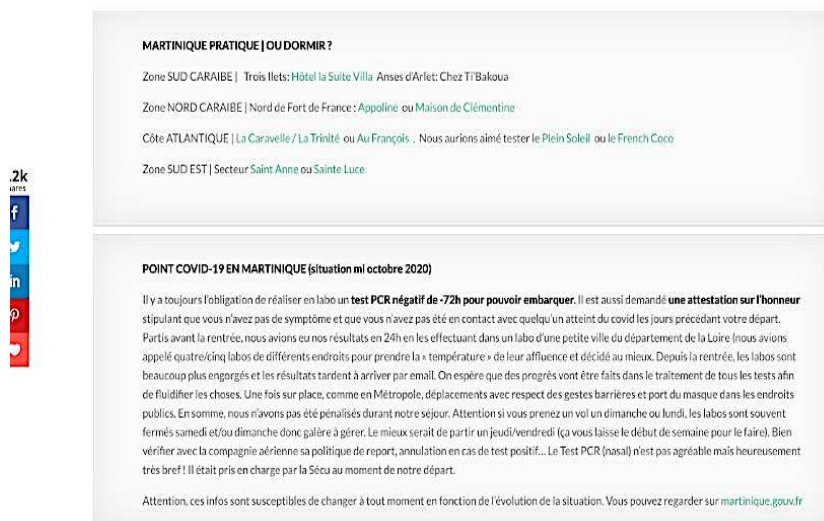 MARTINIQUE PRATIQUE | OU DORMIR ?
Zone SUD CARAIBE | Trois Ilets: Hôtel la Suite Villa Anses d'Arlet: Chez Ti'Bakoua
Zone NORD CARAIBE | Nord de Fort de France : Appoline ou Maison de Clémentine
Côte ATLANTIQUE | La Caravelle / La Trinité ou Au François . Nous aurions aimé tester le Plein Soleil ou le French Coco
Zone SUD EST | Secteur Saint Anne ou Sainte Luce
.2k
ares
POINT COVID-19 EN MARTINIQUE (situation mi octobre 2020)
Il y a toujours l'obligation de réaliser en labo un test PCR négatif de -72h pour pouvoir embarquer. Il est aussi demandé une attestation sur l'honneur
stipulant que vous n'avez pas de symptôme et que vous n'avez pas été en contact avec quelqu'un atteint du covid les jours précédant votre départ.
Partis avant la rentrée, nous avions eu nos résultats en 24h en les effectuant dans un labo d'une petite ville du département de la Loire (nous avions
appelé quatre/cinq labos de différents endroits pour prendre la « température » de leur affluence et décidé au mieux. Depuis la rentrée, les labos sont
beaucoup plus engorgés et les résultats tardent à arriver par email. On espère que des progrès vont être faits dans le traitement de tous les tests afin
de fluidifier les choses. Une fois sur place, comme en Métropole, déplacements avec respect des gestes barrières et port du masque dans les endroits
publics. En somme, nous n'avons pas été pénalisés durant notre séjour. Attention si vous prenez un vol un dimanche ou lundi, les labos sont souvent
fermés samedi et/ou dimanche donc galère à gérer. Le mieux serait de partir un jeudi/vendredi (ça vous laisse le début de semaine pour le faire). Bien
vérifier avec la compagnie aérienne sa politique de report, annulation en cas de test positif... Le Test PCR (nasal) n'est pas agréable mais heureusement
très bref ! Il était pris en charge par la Sécu au moment de notre départ.
Attention, ces infos sont susceptibles de changer à tout moment en fonction de l'évolution de la situation. Vous pouvez regarder sur martinique.gouv.fr